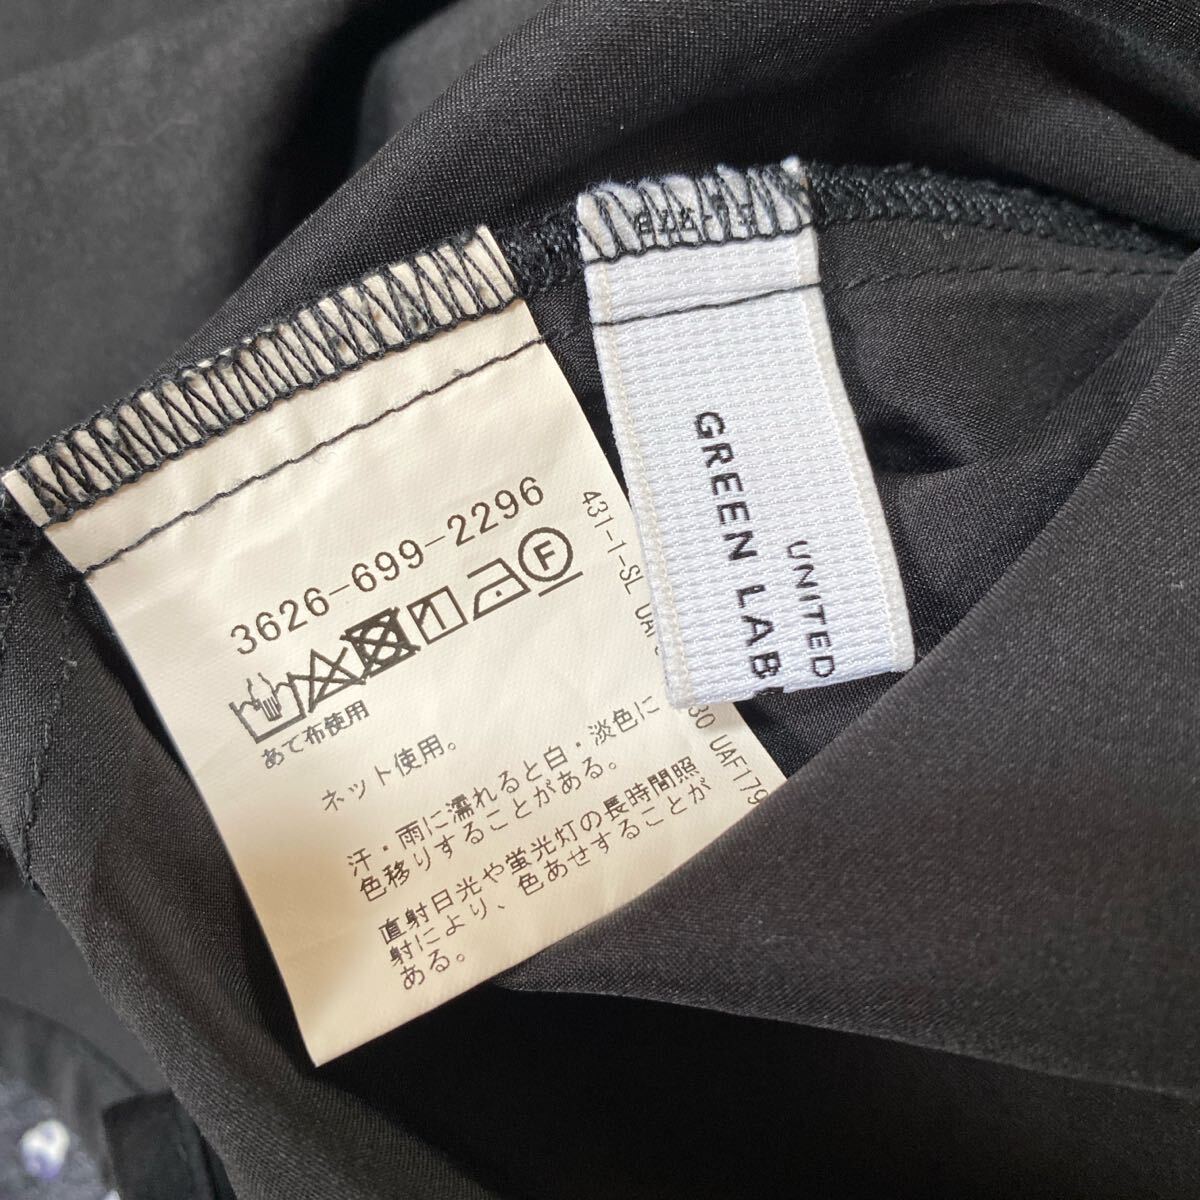 3626-699-2296
F
あて布使用
ネット使用。
汗・雨に濡れると白・淡色に
色移りすることがある。
直射日光や蛍光灯の長時間照
射により、色あせすることが
ある。
431-1-SL
30 UAF179
UNITED
GREEN